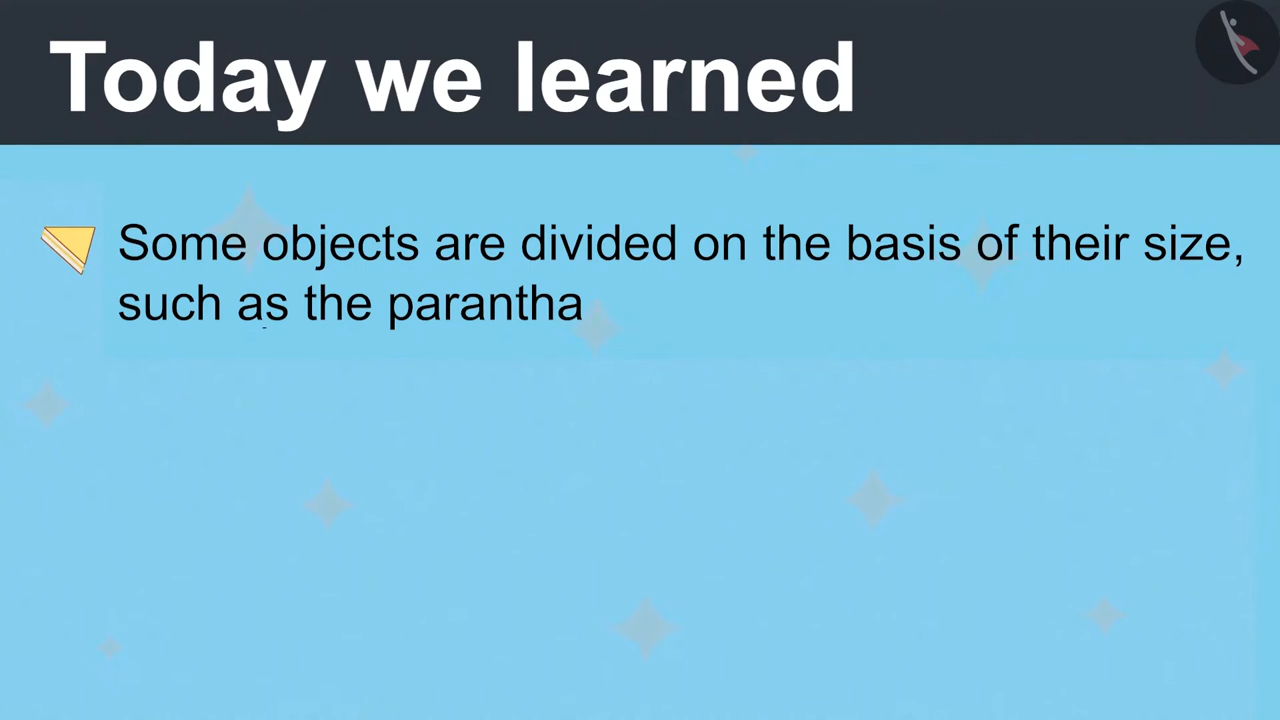 Today we learned
Some objects are divided on the basis of their size,
such as the parantha